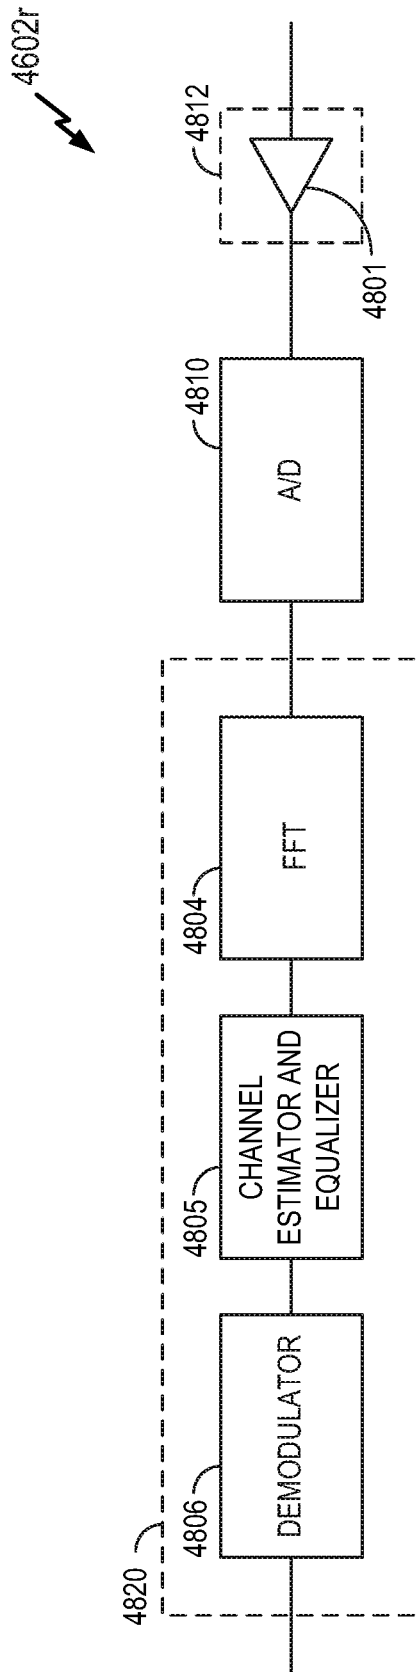 4602r
4820
4806
DEMODULATOR
4805
CHANNEL
ESTIMATOR AND
EQUALIZER
4804
FFT
4810
A/D
4812
4801